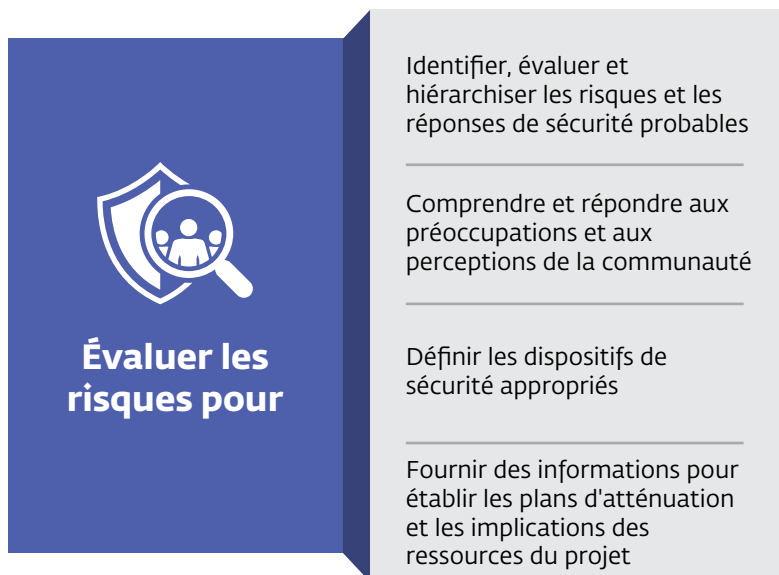 Évaluer les
risques pour
Identifier, évaluer et
hiérarchiser les risques et les
réponses de sécurité probables
Comprendre et répondre aux
préoccupations et aux
perceptions de la communauté
Définir les dispositifs de
sécurité appropriés
Fournir des informations pour
établir les plans d'atténuation
et les implications des
ressources du projet